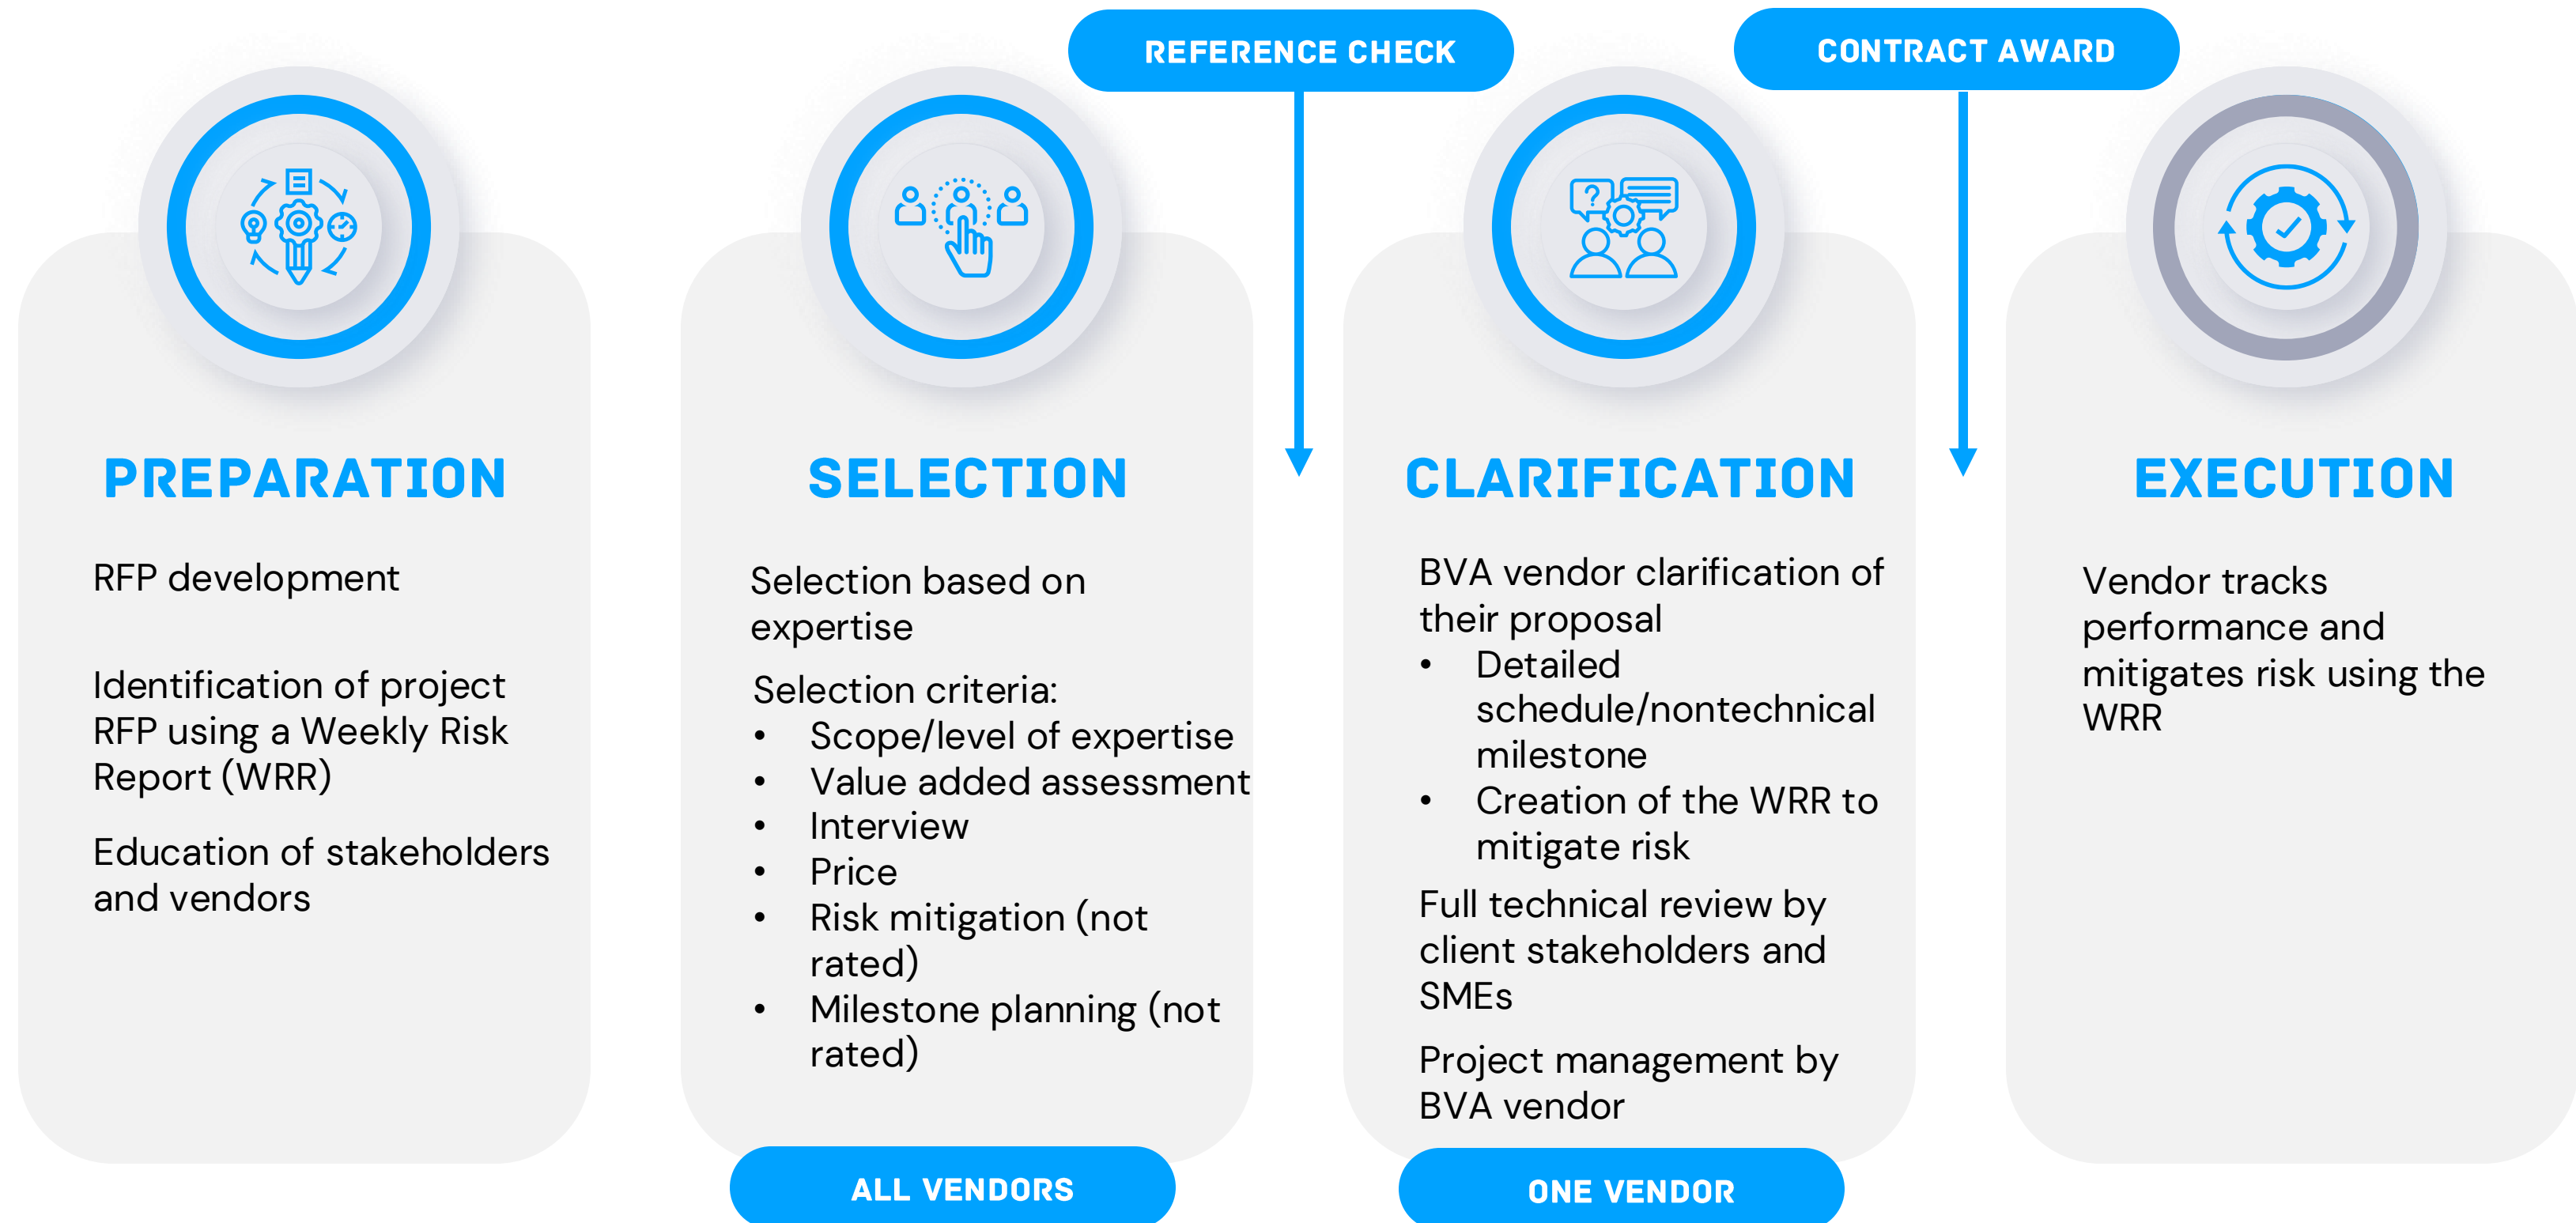 REFERENCE CHECK
CONTRACT AWARD
PREPARATION
RFP development
Identification of project
RFP using a Weekly Risk
Report (WRR)
Education of stakeholders
and vendors
SELECTION
Selection based on
expertise
Selection criteria:
• Scope/level of expertise
• Value added assessment
• Interview
• Price
• Risk mitigation (not
rated)
• Milestone planning (not
rated)
ALL VENDORS
CLARIFICATION
BVA vendor clarification of
their proposal
• Detailed
schedule/nontechnical
milestone
• Creation of the WRR to
mitigate risk
Full technical review by
client stakeholders and
SMEs
Project management by
BVA vendor
ONE VENDOR
EXECUTION
Vendor tracks
performance and
mitigates risk using the
WRR